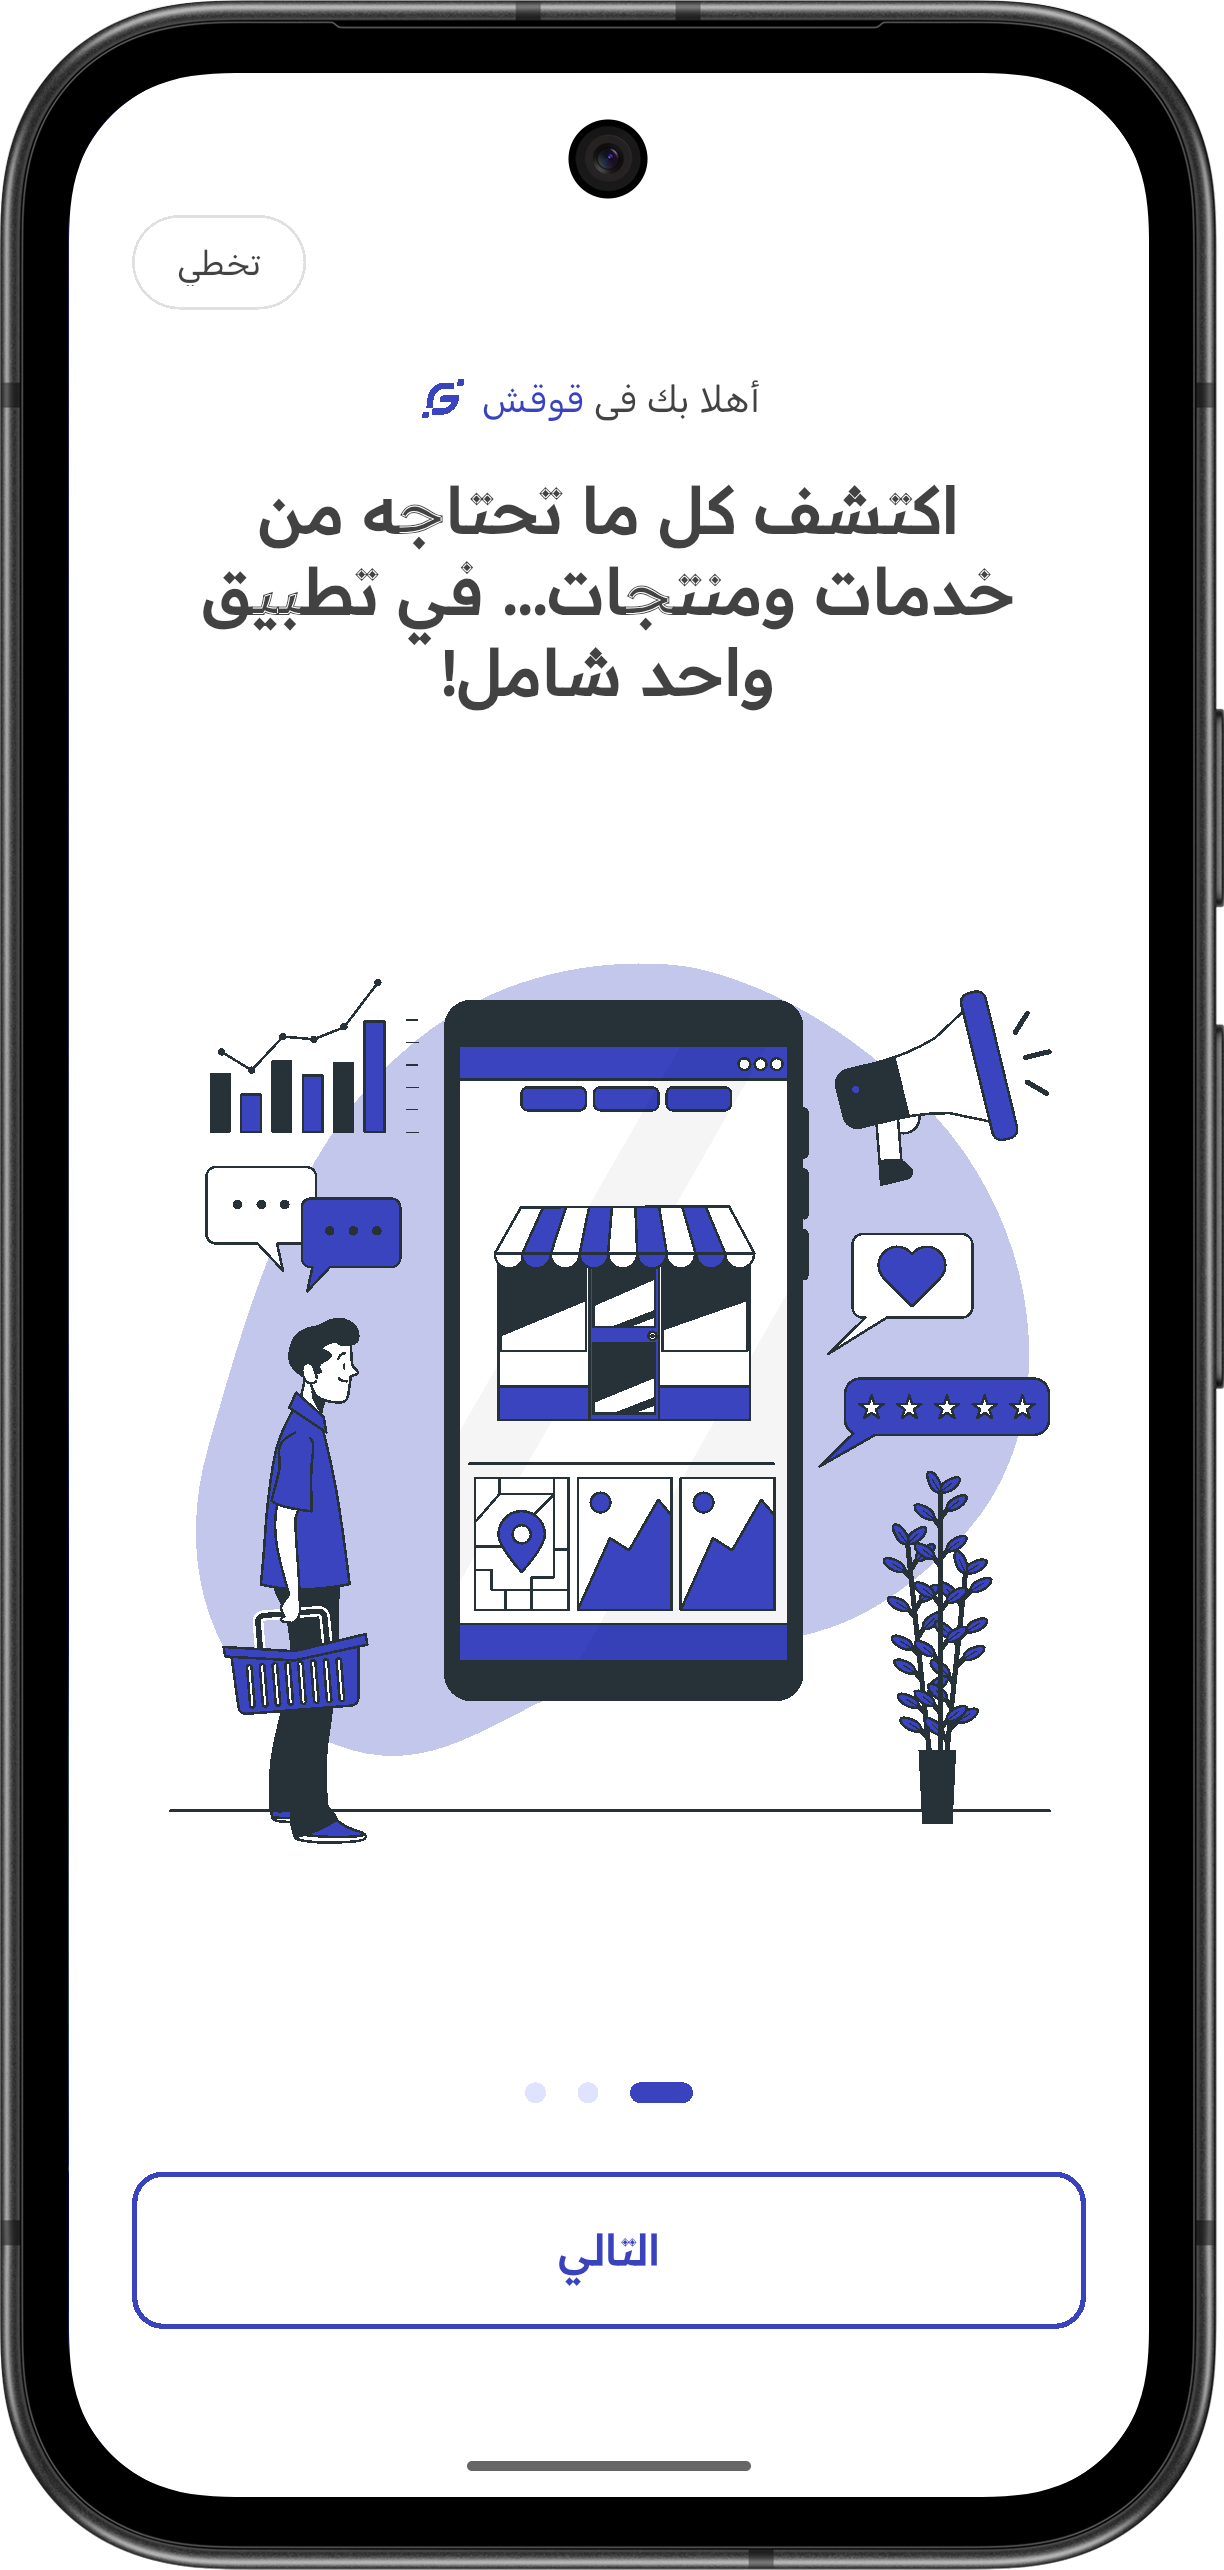 تخطي
أهلا بك فى قوقش
اكتشف كل ما تحتاجه من
خدمات ومنتجات... في تطبيق
واحد شامل!
التالي